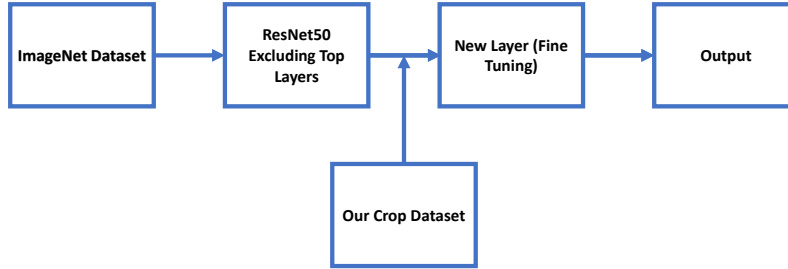 ImageNet Dataset
ResNet50
Excluding Top
Layers
New Layer (Fine
Tuning)
Output
Our Crop Dataset